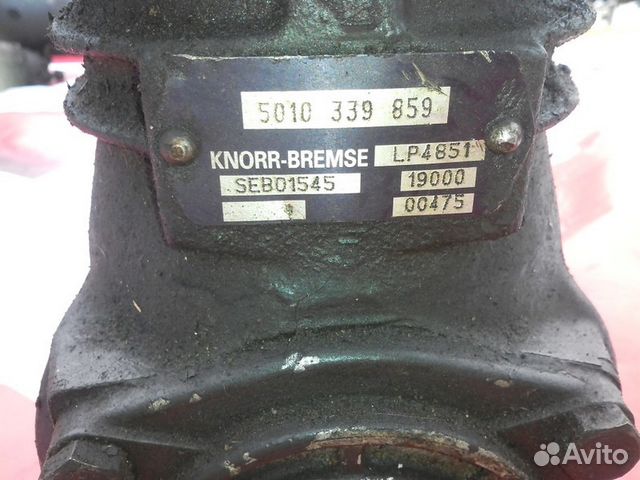 5010 339 859
KNORR-BREMSE LP4851
SEB01545 19000
00475
Avito